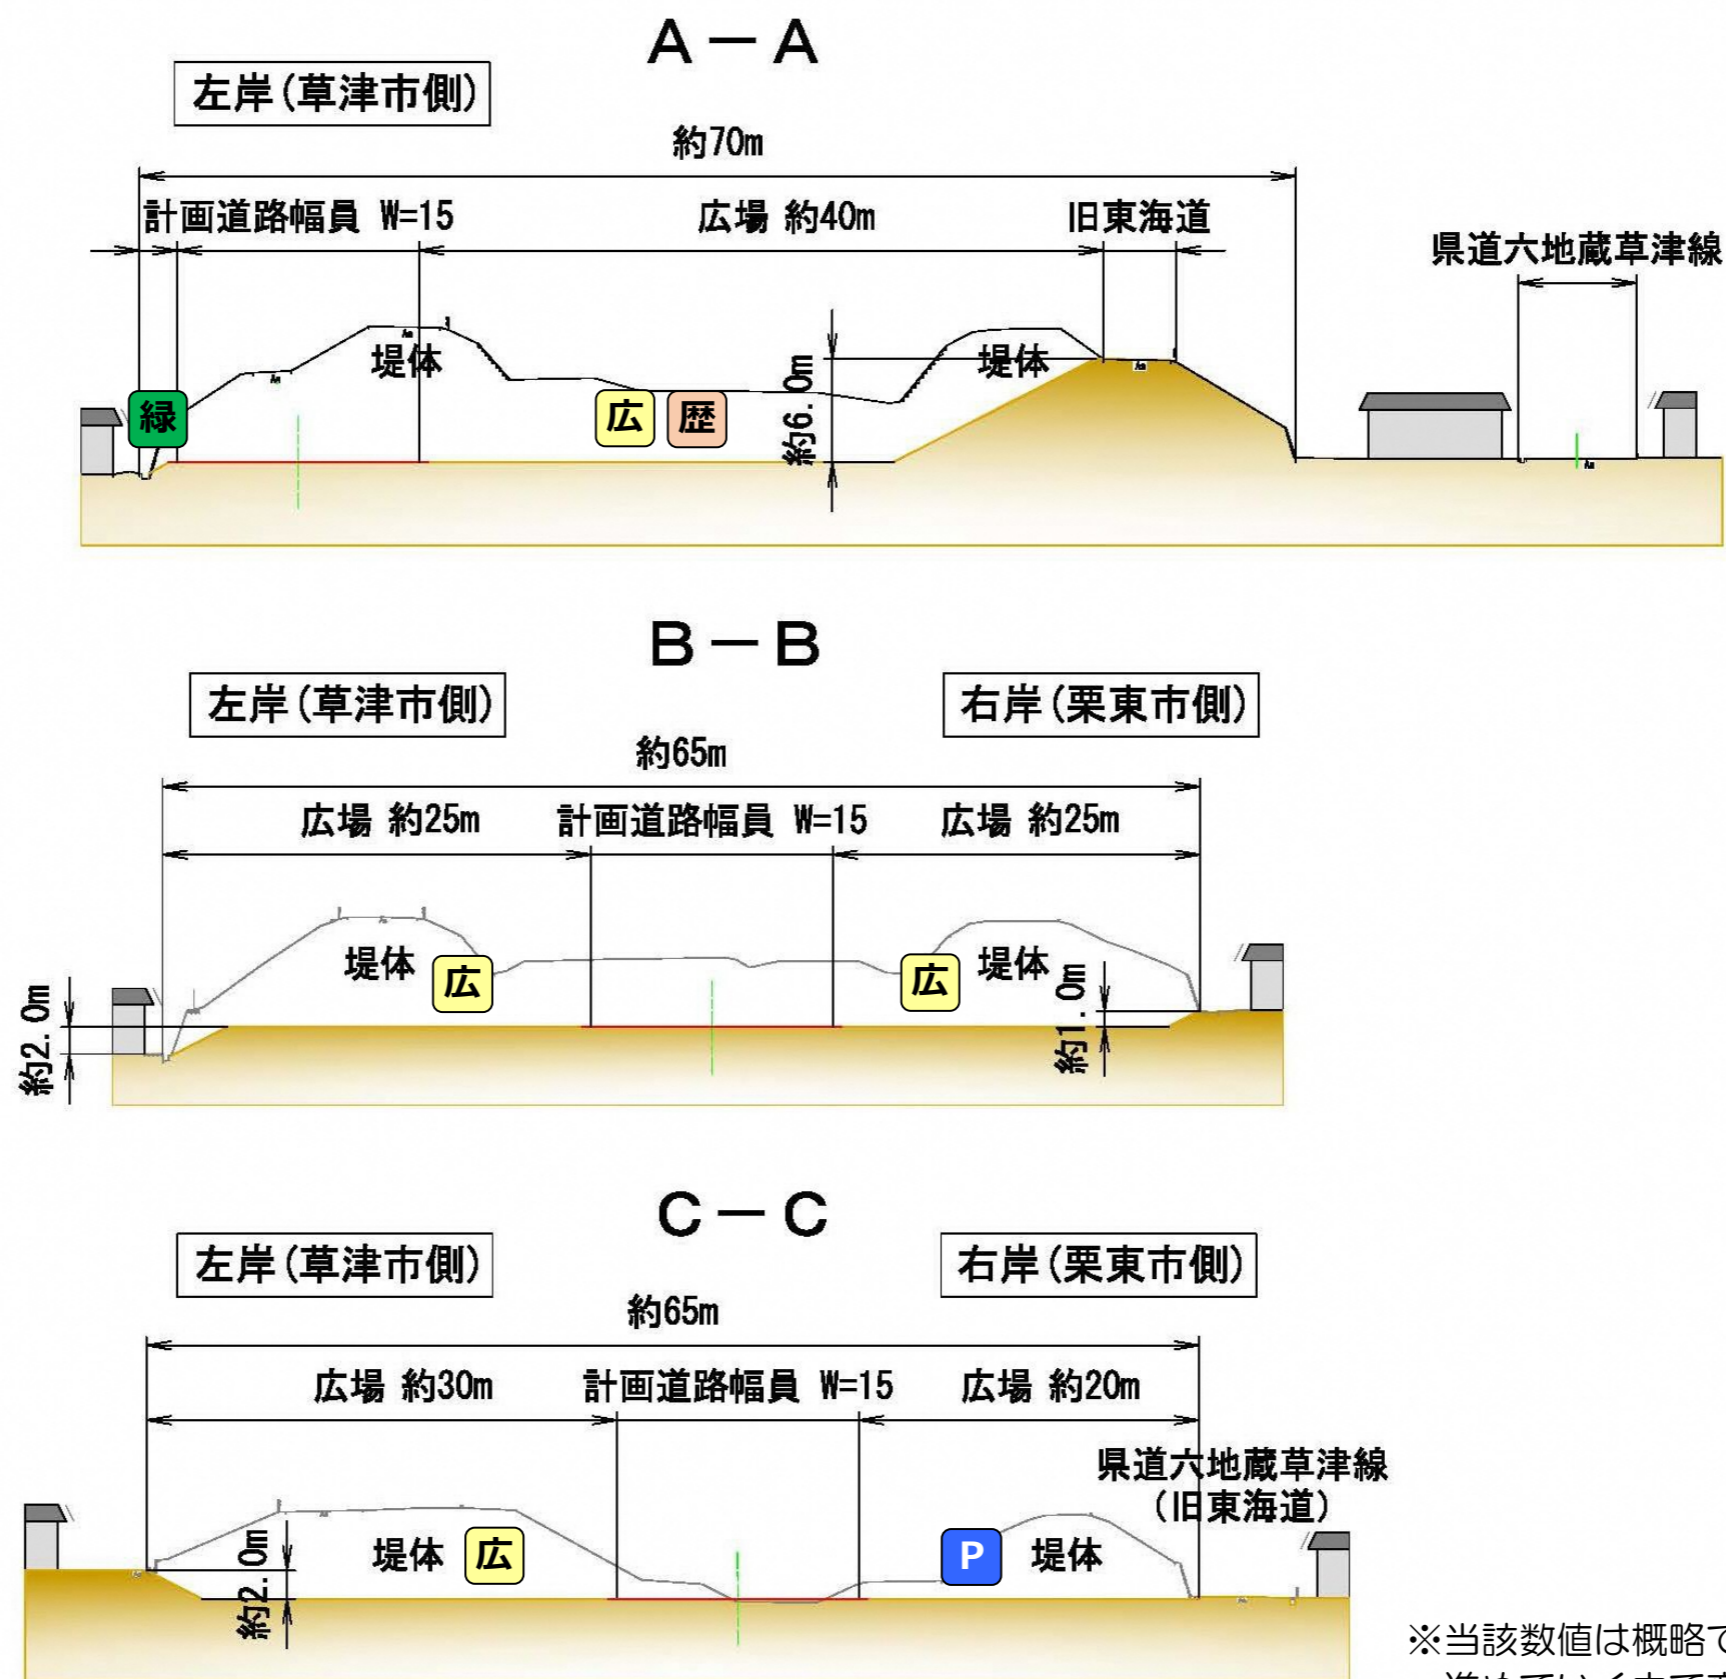 A－A
左岸(草津市側)
約70m
計画道路幅員 W=15
広場 約40m
旧東海道
県道六地蔵草津線
堤体
堤体
緑
広
歴
約6.0m
B－B
左岸(草津市側)
右岸(栗東市側)
約65m
広場 約25m
計画道路幅員 W=15
広場 約25m
堤体
広
広
堤体
約2.0m
約1.0m
C－C
左岸(草津市側)
右岸(栗東市側)
約65m
広場 約30m
計画道路幅員 W=15
広場 約20m
県道六地蔵草津線
(旧東海道)
堤体
広
P
堤体
約2.0m
※当該数値は概略で